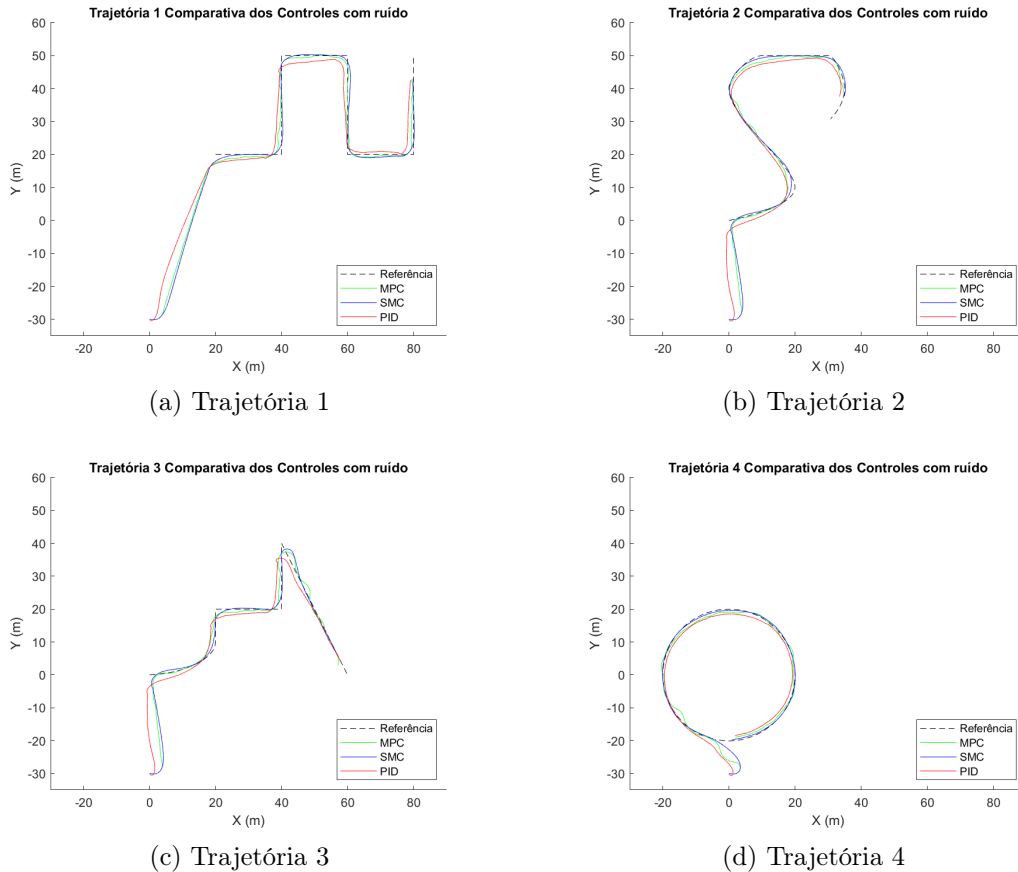 Trajetória 1 Comparativa dos Controles com ruído
60
50
40
30
20
10
0
-10
-20
-30
Y (m)
-20 0 20 40 60 80
X (m)
Referência
MPC
SMC
PID
(a) Trajetória 1
Trajetória 2 Comparativa dos Controles com ruído
60
50
40
30
20
10
0
-10
-20
-30
Y (m)
-20 0 20 40 60 80
X (m)
Referência
MPC
SMC
PID
(b) Trajetória 2
Trajetória 3 Comparativa dos Controles com ruído
60
50
40
30
20
10
0
-10
-20
-30
Y (m)
-20 0 20 40 60 80
X (m)
Referência
MPC
SMC
PID
(c) Trajetória 3
Trajetória 4 Comparativa dos Controles com ruído
60
50
40
30
20
10
0
-10
-20
-30
Y (m)
-20 0 20 40 60 80
X (m)
Referência
MPC
SMC
PID
(d) Trajetória 4